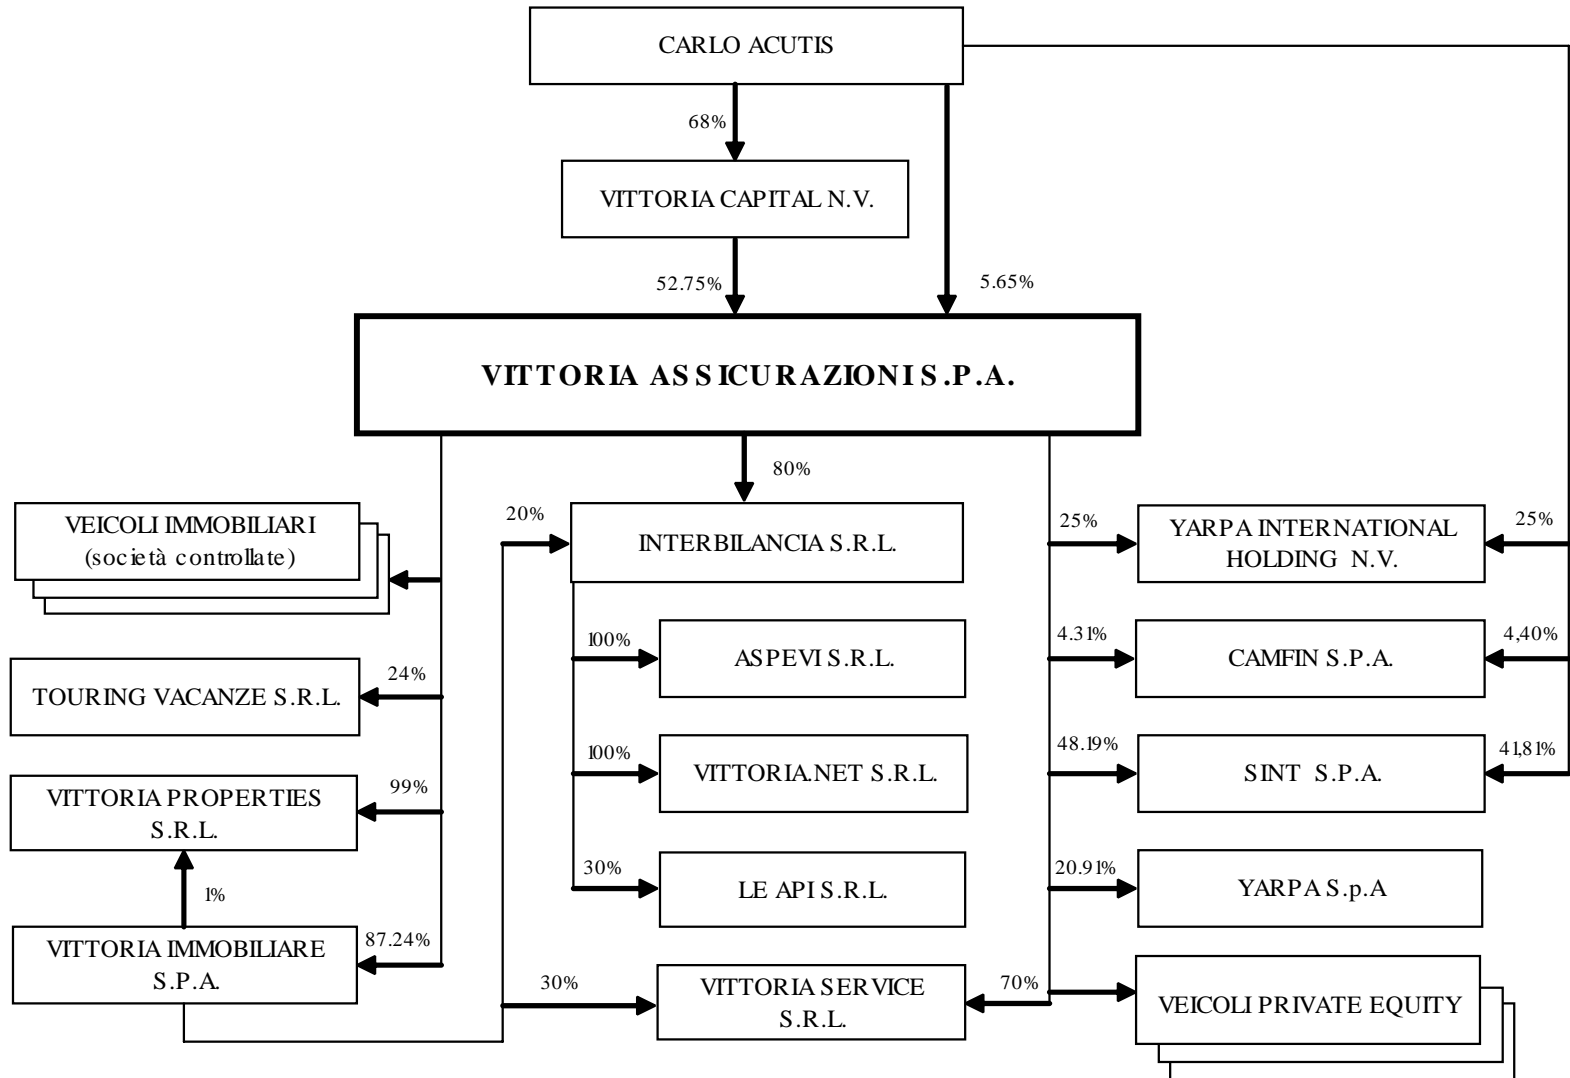 CARLO ACUTIS
68%
VITTORIA CAPITAL N.V.
52.75%
5.65%
VITTORIA ASSICURAZIONI S.P.A.
80%
VEICOLI IMMOBILIARI
(società controllate)
20%
INTERBILANCIA S.R.L.
25%
YARPA INTERNATIONAL
HOLDING N.V.
25%
TOURING VACANZE S.R.L.
24%
100%
ASPEVI S.R.L.
4.31%
CAMFIN S.P.A.
4,40%
VITTORIA PROPERTIES
S.R.L.
99%
100%
VITTORIA.NET S.R.L.
48.19%
SINT S.P.A.
41,81%
1%
30%
LE API S.R.L.
20.91%
YARPA S.p.A
VITTORIA IMMOBILIARE
S.P.A.
87.24%
30%
VITTORIA SERVICE
S.R.L.
70%
VEICOLI PRIVATE EQUITY